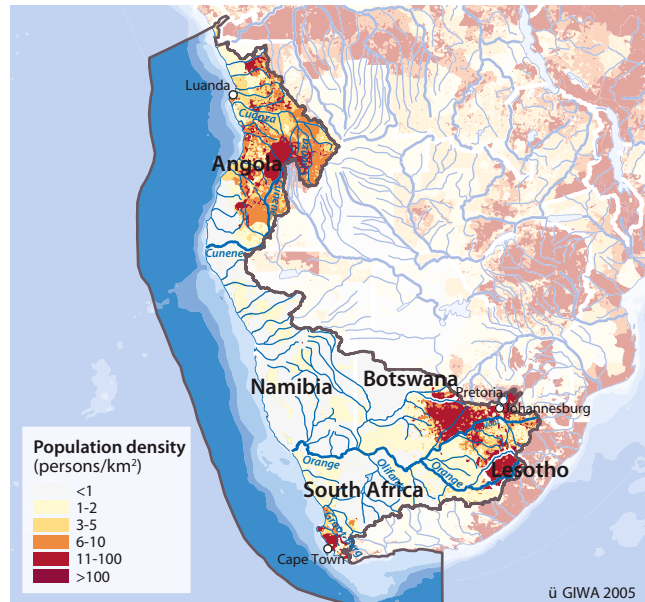 Luanda
Cuanza
Angola
Cunene
Cunene
Namibia
Botswana
Pretoria
Johannesburg
Orange
Olifants
Orange
Lesotho
South Africa
Cape Town
Population density
(persons/km²)
<1
1-2
3-5
6-10
11-100
>100
ü GIWA 2005